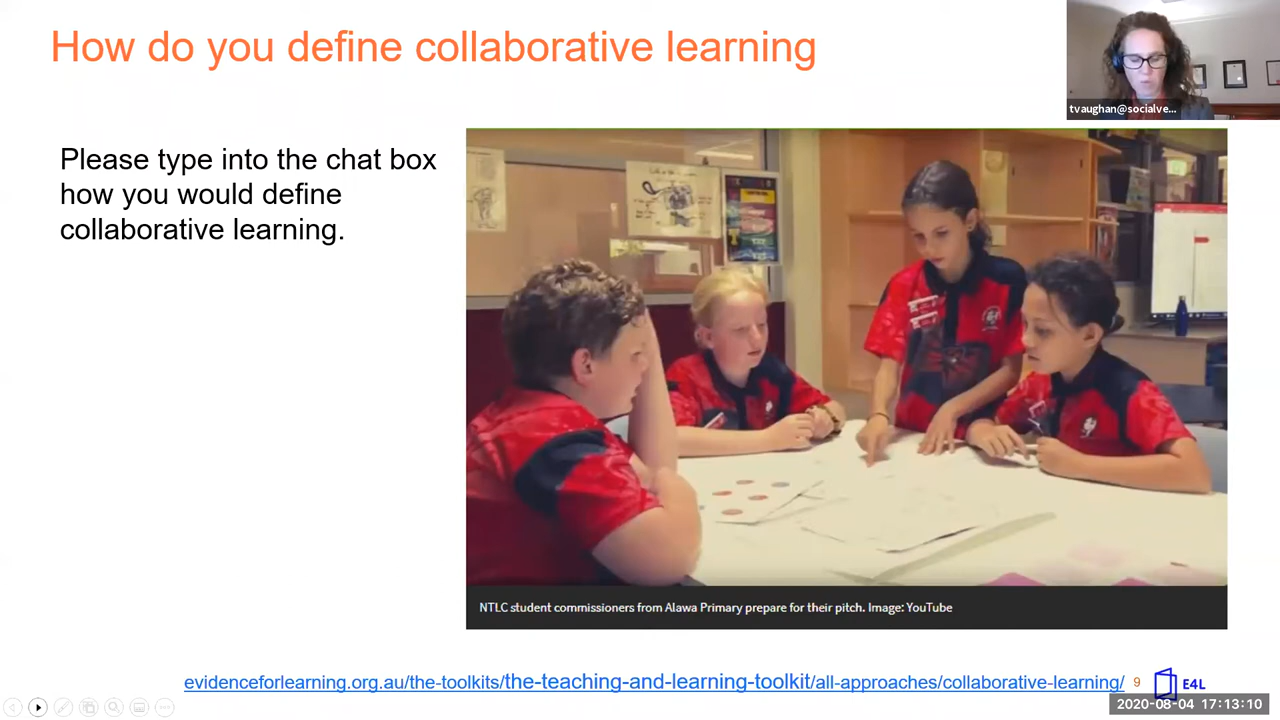 How do you define collaborative learning
tvaughan@socialve...
Please type into the chat box
how you would define
collaborative learning.
NTLC student commissioners from Alawa Primary prepare for their pitch. Image: YouTube
evidenceforlearning.org.au/the-toolkits/the-teaching-and-learning-toolkit/all-approaches/collaborative-learning/
9
E4L
2020-08-04 17:13:10